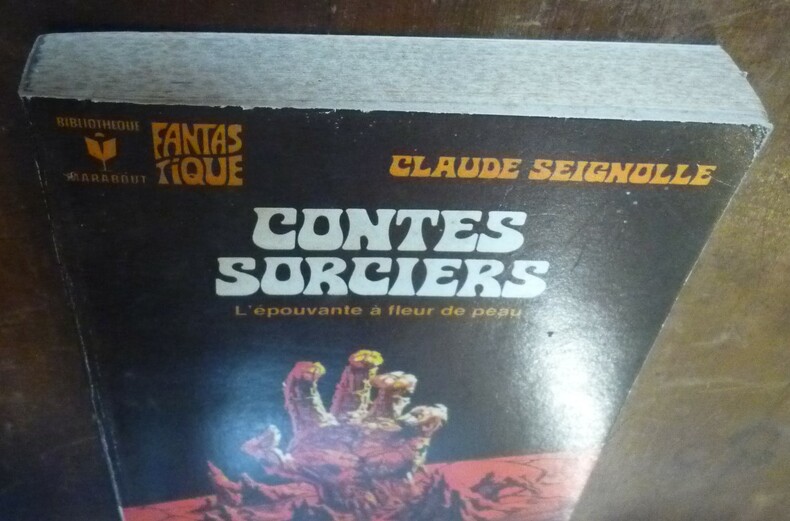 BIBLIOTHEQUE
MARABOUT
FANTAS
TIQUE
CLAUDE SEIGNOLLE
CONTES
SORCIERS
L'épouvante à fleur de peau